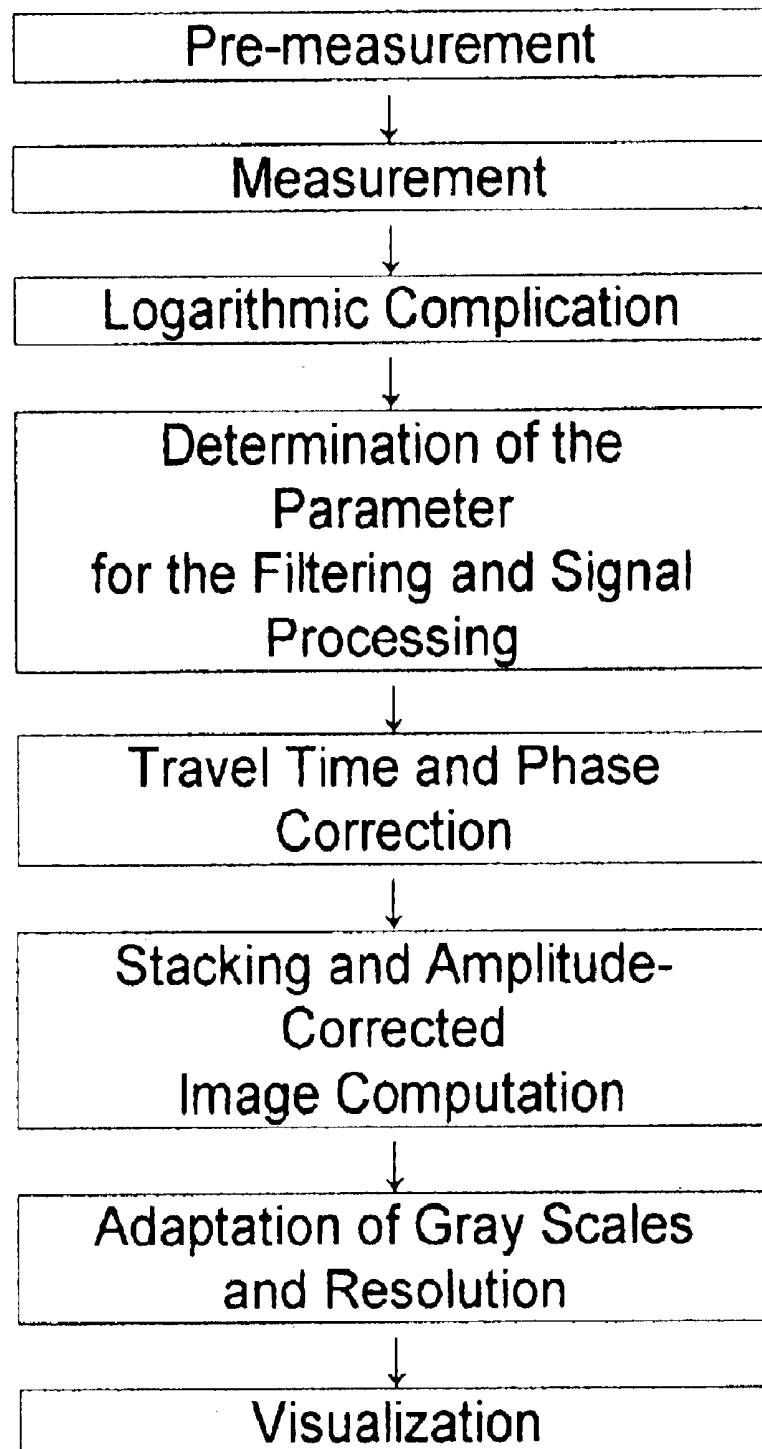 Pre-measurement
Measurement
Logarithmic Complication
Determination of the
Parameter
for the Filtering and Signal
Processing
Travel Time and Phase
Correction
Stacking and Amplitude-
Corrected
Image Computation
Adaptation of Gray Scales
and Resolution
Visualization